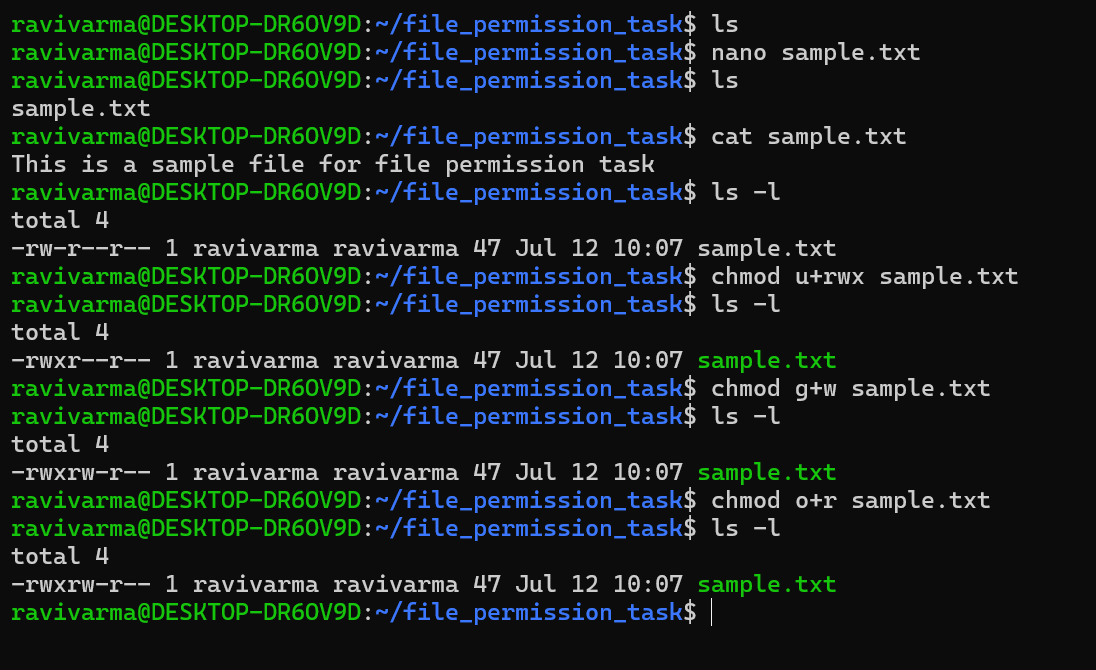 ravivarma@DESKTOP-DR6OV9D:~/file_permission_task$ ls
ravivarma@DESKTOP-DR6OV9D:~/file_permission_task$ nano sample.txt
ravivarma@DESKTOP-DR6OV9D:~/file_permission_task$ ls
sample.txt
ravivarma@DESKTOP-DR6OV9D:~/file_permission_task$ cat sample.txt
This is a sample file for file permission task
ravivarma@DESKTOP-DR6OV9D:~/file_permission_task$ ls -l
total 4
-rw-r--r-- 1 ravivarma ravivarma 47 Jul 12 10:07 sample.txt
ravivarma@DESKTOP-DR6OV9D:~/file_permission_task$ chmod u+rwx sample.txt
ravivarma@DESKTOP-DR6OV9D:~/file_permission_task$ ls -l
total 4
-rwxr--r-- 1 ravivarma ravivarma 47 Jul 12 10:07 sample.txt
ravivarma@DESKTOP-DR6OV9D:~/file_permission_task$ chmod g+w sample.txt
ravivarma@DESKTOP-DR6OV9D:~/file_permission_task$ ls -l
total 4
-rwxrw-r-- 1 ravivarma ravivarma 47 Jul 12 10:07 sample.txt
ravivarma@DESKTOP-DR6OV9D:~/file_permission_task$ chmod o+r sample.txt
ravivarma@DESKTOP-DR6OV9D:~/file_permission_task$ ls -l
total 4
-rwxrw-r-- 1 ravivarma ravivarma 47 Jul 12 10:07 sample.txt
ravivarma@DESKTOP-DR6OV9D:~/file_permission_task$